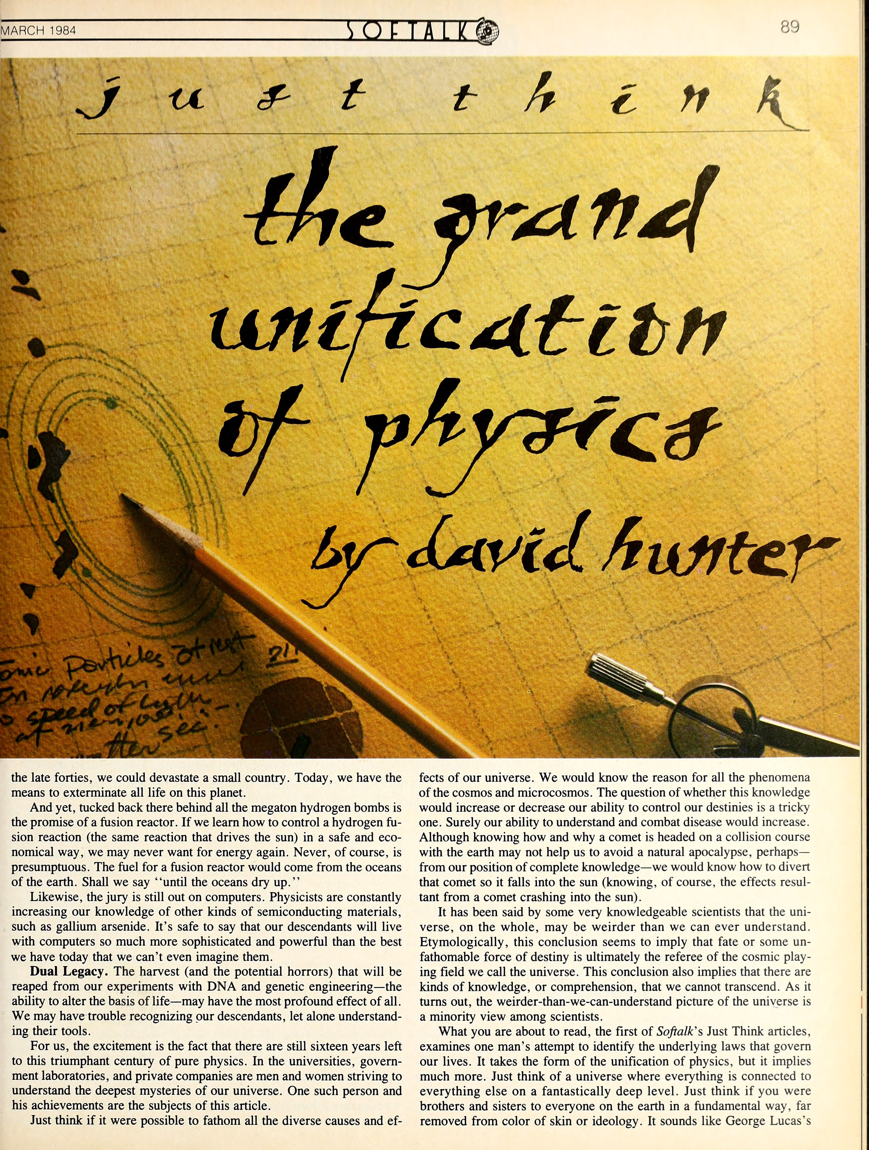 MARCH 1984
SOFTALK
89
just think
the grand
unification
of physics
by david hunter
Particles at rest
speed of light
the late forties, we could devastate a small country. Today, we have the
means to exterminate all life on this planet.
And yet, tucked back there behind all the megaton hydrogen bombs is
the promise of a fusion reactor. If we learn how to control a hydrogen fu-
sion reaction (the same reaction that drives the sun) in a safe and eco-
nomical way, we may never want for energy again. Never, of course, is
presumptuous. The fuel for a fusion reactor would come from the oceans
of the earth. Shall we say "until the oceans dry up."
Likewise, the jury is still out on computers. Physicists are constantly
increasing our knowledge of other kinds of semiconducting materials,
such as gallium arsenide. It's safe to say that our descendants will live
with computers so much more sophisticated and powerful than the best
we have today that we can't even imagine them.
Dual Legacy. The harvest (and the potential horrors) that will be
reaped from our experiments with DNA and genetic engineering—the
ability to alter the basis of life—may have the most profound effect of all.
We may have trouble recognizing our descendants, let alone understand-
ing their tools.
For us, the excitement is the fact that there are still sixteen years left
to this triumphant century of pure physics. In the universities, govern-
ment laboratories, and private companies are men and women striving to
understand the deepest mysteries of our universe. One such person and
his achievements are the subjects of this article.
Just think if it were possible to fathom all the diverse causes and ef-
fects of our universe. We would know the reason for all the phenomena
of the cosmos and microcosmos. The question of whether this knowledge
would increase or decrease our ability to control our destinies is a tricky
one. Surely our ability to understand and combat disease would increase.
Although knowing how and why a comet is headed on a collision course
with the earth may not help us to avoid a natural apocalypse, perhaps—
from our position of complete knowledge—we would know how to divert
that comet so it falls into the sun (knowing, of course, the effects resul-
tant from a comet crashing into the sun).
It has been said by some very knowledgeable scientists that the uni-
verse, on the whole, may be weirder than we can ever understand.
Etymologically, this conclusion seems to imply that fate or some un-
fathomable force of destiny is ultimately the referee of the cosmic play-
ing field we call the universe. This conclusion also implies that there are
kinds of knowledge, or comprehension, that we cannot transcend. As it
turns out, the weirder-than-we-can-understand picture of the universe is
a minority view among scientists.
What you are about to read, the first of Softalk's Just Think articles,
examines one man's attempt to identify the underlying laws that govern
our lives. It takes the form of the unification of physics, but it implies
much more. Just think of a universe where everything is connected to
everything else on a fantastically deep level. Just think if you were
brothers and sisters to everyone on the earth in a fundamental way, far
removed from color of skin or ideology. It sounds like George Lucas's